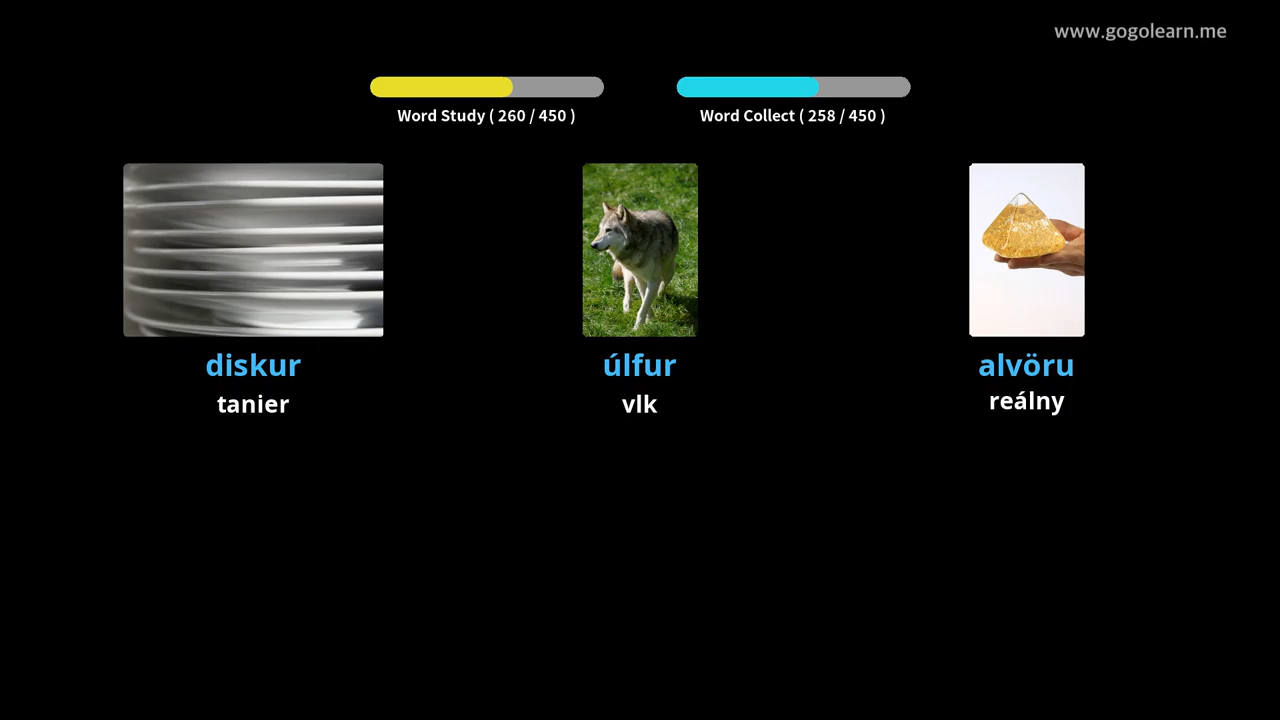 www.gogolearn.me
Word Study ( 260 / 450 )
Word Collect ( 258 / 450 )
diskur
úlfur
alvöru
tanier
vlk
reálny